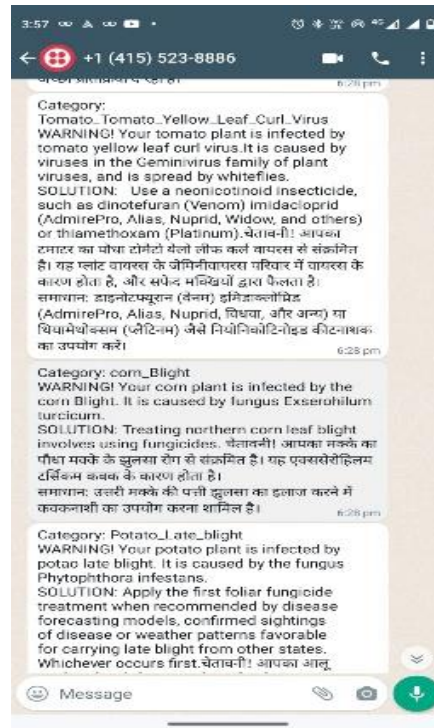 3:57
+1 (415) 523-8886
6:28 pm
Category:
Tomato_Tomato_Yellow_Leaf_Curl_Virus
WARNING! Your tomato plant is infected by
tomato yellow leaf curl virus.It is caused by
viruses in the Geminivirus family of plant
viruses, and is spread by whiteflies.
SOLUTION: Use a neonicotinoid insecticide,
such as dinotefuran (Venom) imidacloprid
(AdmirePro, Alias, Nuprid, Widow, and others)
or thiamethoxam (Platinum).चेतावनी! आपका
टमाटर का पौधा टोमैटो येलो लीफ कर्ल वायरस से संक्रमित
है। यह प्लांट वायरस के जेमिनीवायरस परिवार में वायरस के
कारण होता है, और सफेद मक्खियों द्वारा फैलता है।
समाधान: डाइनोटफ्यूरान (वेनम) इमिडाक्लोप्रिड
(AdmirePro, Alias, Nuprid, विधवा, और अन्य) या
थियामेथोक्सम (प्लैटिनम) जैसे नियोनिकोटिनोइड कीटनाशक
का उपयोग करें।
6:28 pm
Category: corn_Blight
WARNING! Your corn plant is infected by the
corn Blight. It is caused by fungus Exserohilum
turcicum.
SOLUTION: Treating northern corn leaf blight
involves using fungicides. चेतावनी! आपका मक्के का
पौधा मक्के के झुलसा रोग से संक्रमित है। यह एक्ससेरोहिलम
टर्सिकम कवक के कारण होता है।
समाधान: उत्तरी मक्के की पत्ती झुलसा का इलाज करने में
कवकनाशी का उपयोग करना शामिल है।
6:28 pm
Category: Potato_Late_blight
WARNING! Your potato plant is infected by
potao late blight. It is caused by the fungus
Phytophthora infestans.
SOLUTION: Apply the first foliar fungicide
treatment when recommended by disease
forecasting models, confirmed sightings
of disease or weather patterns favorable
for carrying late blight from other states.
Whichever occurs first.चेतावनी! आपका आलू
Message